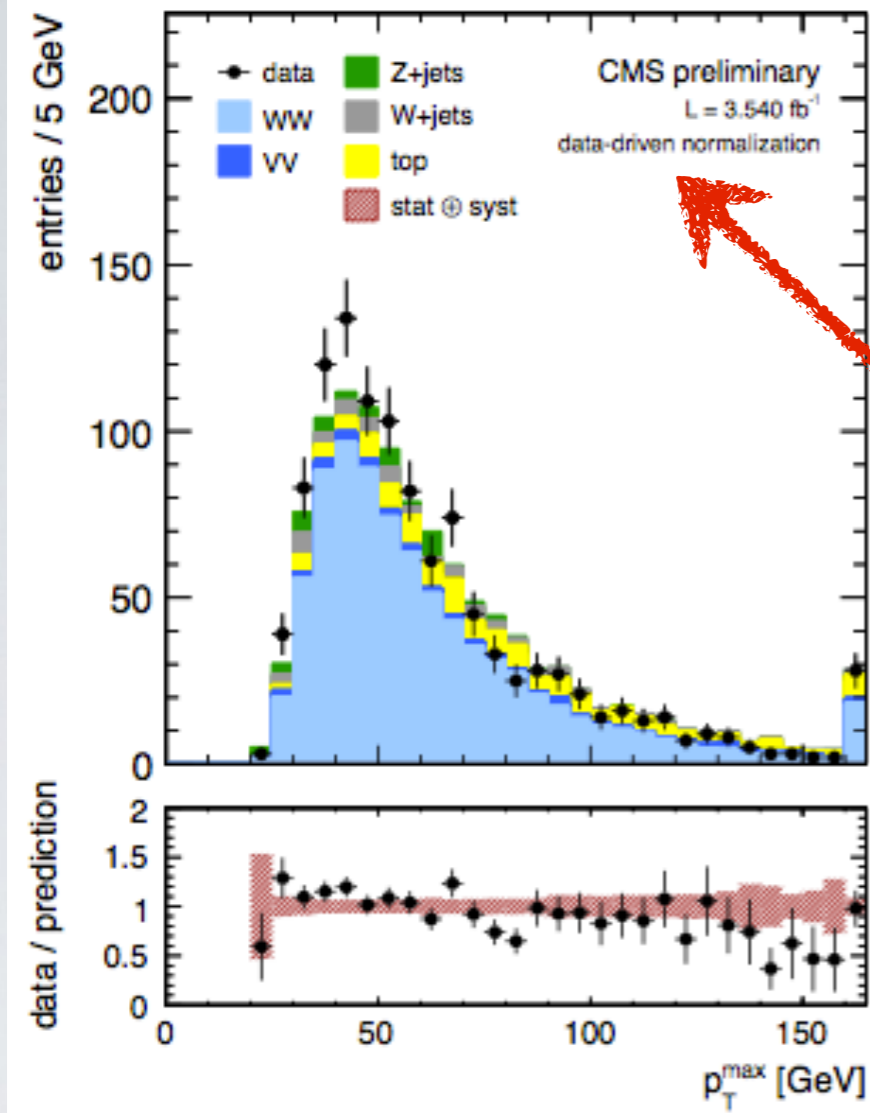 entries / 5 GeV
200
150
100
50
0
data
WW
VV
Z+jets
W+jets
top
stat ⊕ syst
CMS preliminary
L = 3.540 fb⁻¹
data-driven normalization
data / prediction
2
1.5
1
0.5
0
0 50 100 150
p_T^max [GeV]